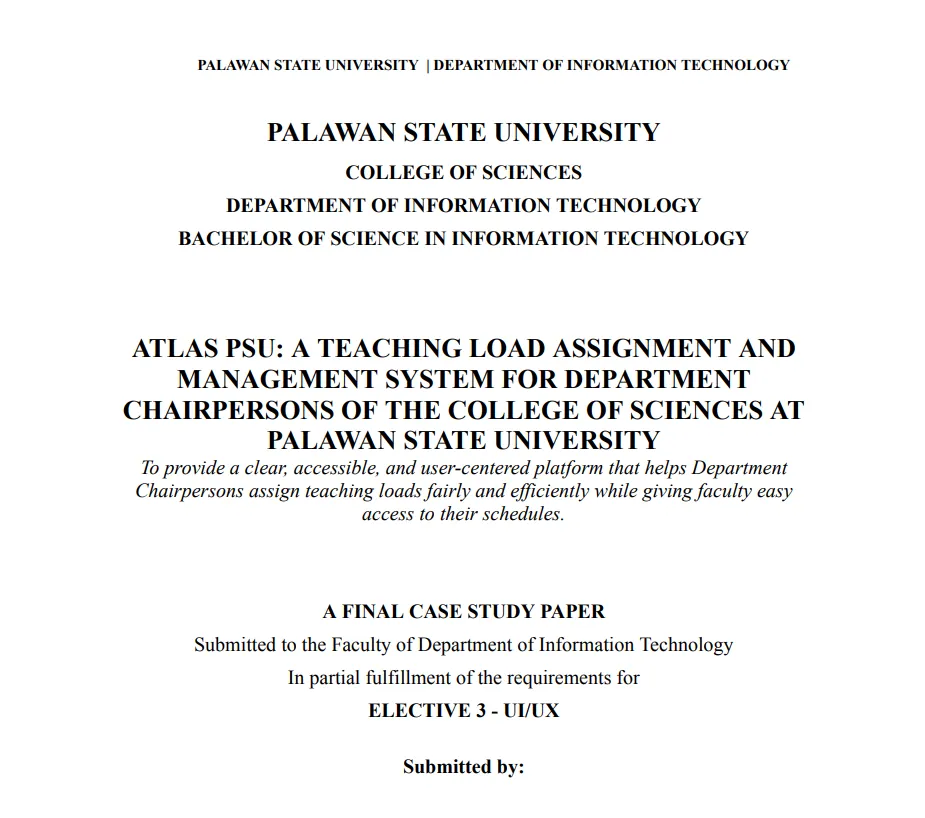 PALAWAN STATE UNIVERSITY | DEPARTMENT OF INFORMATION TECHNOLOGY
PALAWAN STATE UNIVERSITY
COLLEGE OF SCIENCES
DEPARTMENT OF INFORMATION TECHNOLOGY
BACHELOR OF SCIENCE IN INFORMATION TECHNOLOGY
ATLAS PSU: A TEACHING LOAD ASSIGNMENT AND
MANAGEMENT SYSTEM FOR DEPARTMENT
CHAIRPERSONS OF THE COLLEGE OF SCIENCES AT
PALAWAN STATE UNIVERSITY
To provide a clear, accessible, and user-centered platform that helps Department
Chairpersons assign teaching loads fairly and efficiently while giving faculty easy
access to their schedules.
A FINAL CASE STUDY PAPER
Submitted to the Faculty of Department of Information Technology
In partial fulfillment of the requirements for
ELECTIVE 3 - UI/UX
Submitted by: